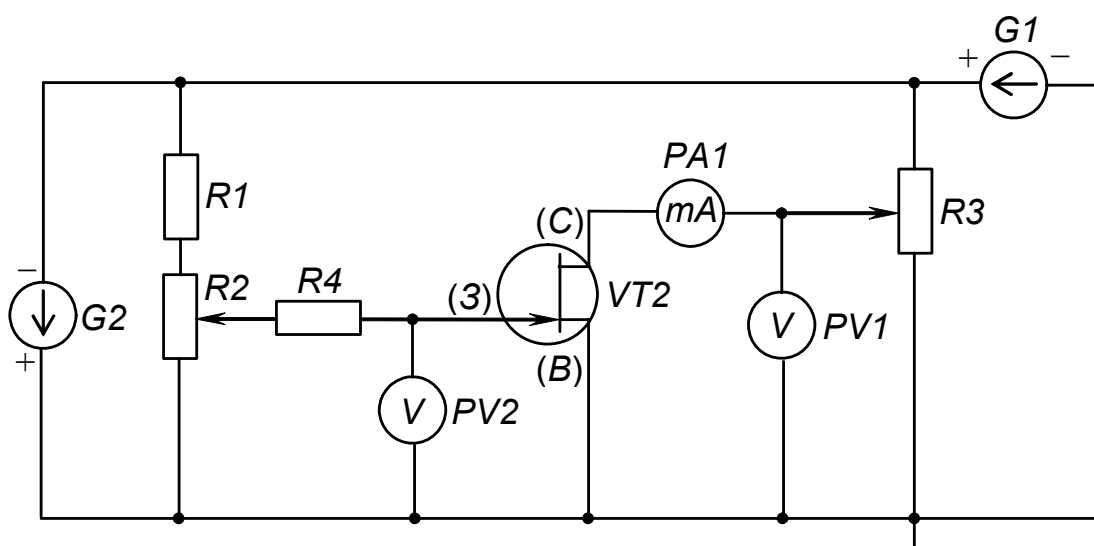 G1
+ −
PA1
R1
mA
R3
(С)
−
R2
R4
(З)
VT2
G2
V
PV1
+
(В)
V
PV2